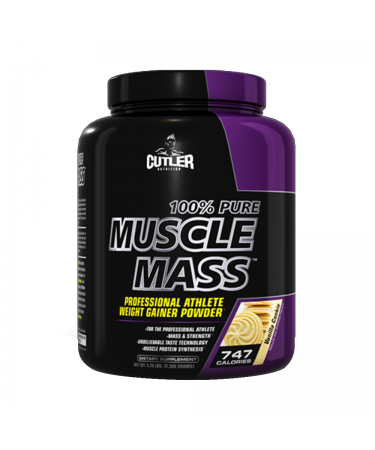 CUTLER
NUTRITION
100% PURE
MUSCLE
MASS™
PROFESSIONAL ATHLETE
WEIGHT GAINER POWDER
-FOR THE PROFESSIONAL ATHLETE
-MASS & STRENGTH
-UNBELIEVABLE TASTE TECHNOLOGY
-MUSCLE PROTEIN SYNTHESIS
DIETARY SUPPLEMENT
Vanilla Cookie
747
CALORIES